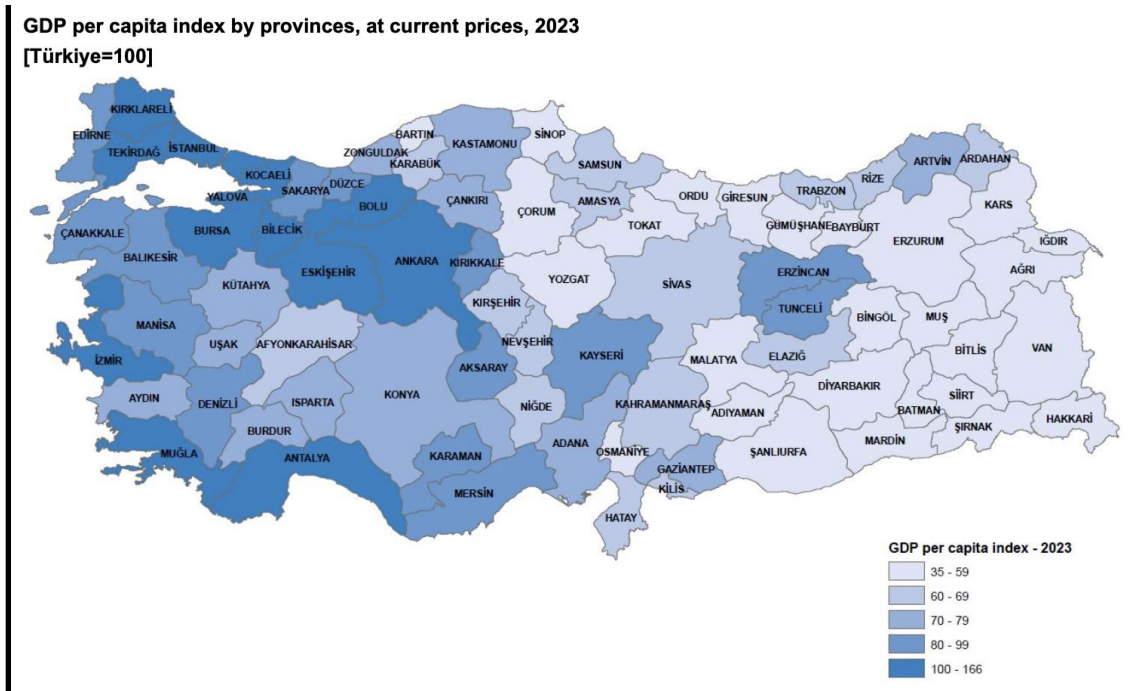 GDP per capita index by provinces, at current prices, 2023
[Türkiye=100]
KIRKLARELİ
EDİRNE
TEKİRDAĞ
İSTANBUL
KOCAELİ
YALOVA
SAKARYA
DÜZCE
ZONGULDAK
BARTIN
KARABÜK
KASTAMONU
SİNOP
SAMSUN
BOLU
ÇANKIRI
ÇORUM
AMASYA
ORDU
TOKAT
GİRESUN
TRABZON
RİZE
ARTVİN
ARDAHAN
KARS
GÜMÜŞHANE
BAYBURT
ERZURUM
IĞDIR
AĞRI
ÇANAKKALE
BALIKESİR
BURSA
BİLECİK
ESKİŞEHİR
ANKARA
KIRIKKALE
YOZGAT
SİVAS
ERZİNCAN
TUNCELİ
BİNGÖL
MUŞ
BİTLİS
VAN
KÜTAHYA
MANİSA
UŞAK
AFYONKARAHİSAR
KIRŞEHİR
NEVŞEHİR
KAYSERİ
MALATYA
ELAZIĞ
İZMİR
AKSARAY
DİYARBAKIR
SİİRT
BATMAN
AYDIN
DENİZLİ
ISPARTA
KONYA
NİĞDE
KAHRAMANMARAŞ
ADIYAMAN
HAKKARİ
ŞIRNAK
MARDİN
BURDUR
MUĞLA
ANTALYA
KARAMAN
ADANA
OSMANİYE
ŞANLIURFA
GAZİANTEP
MERSİN
KİLİS
HATAY
GDP per capita index - 2023
35 - 59
60 - 69
70 - 79
80 - 99
100 - 166